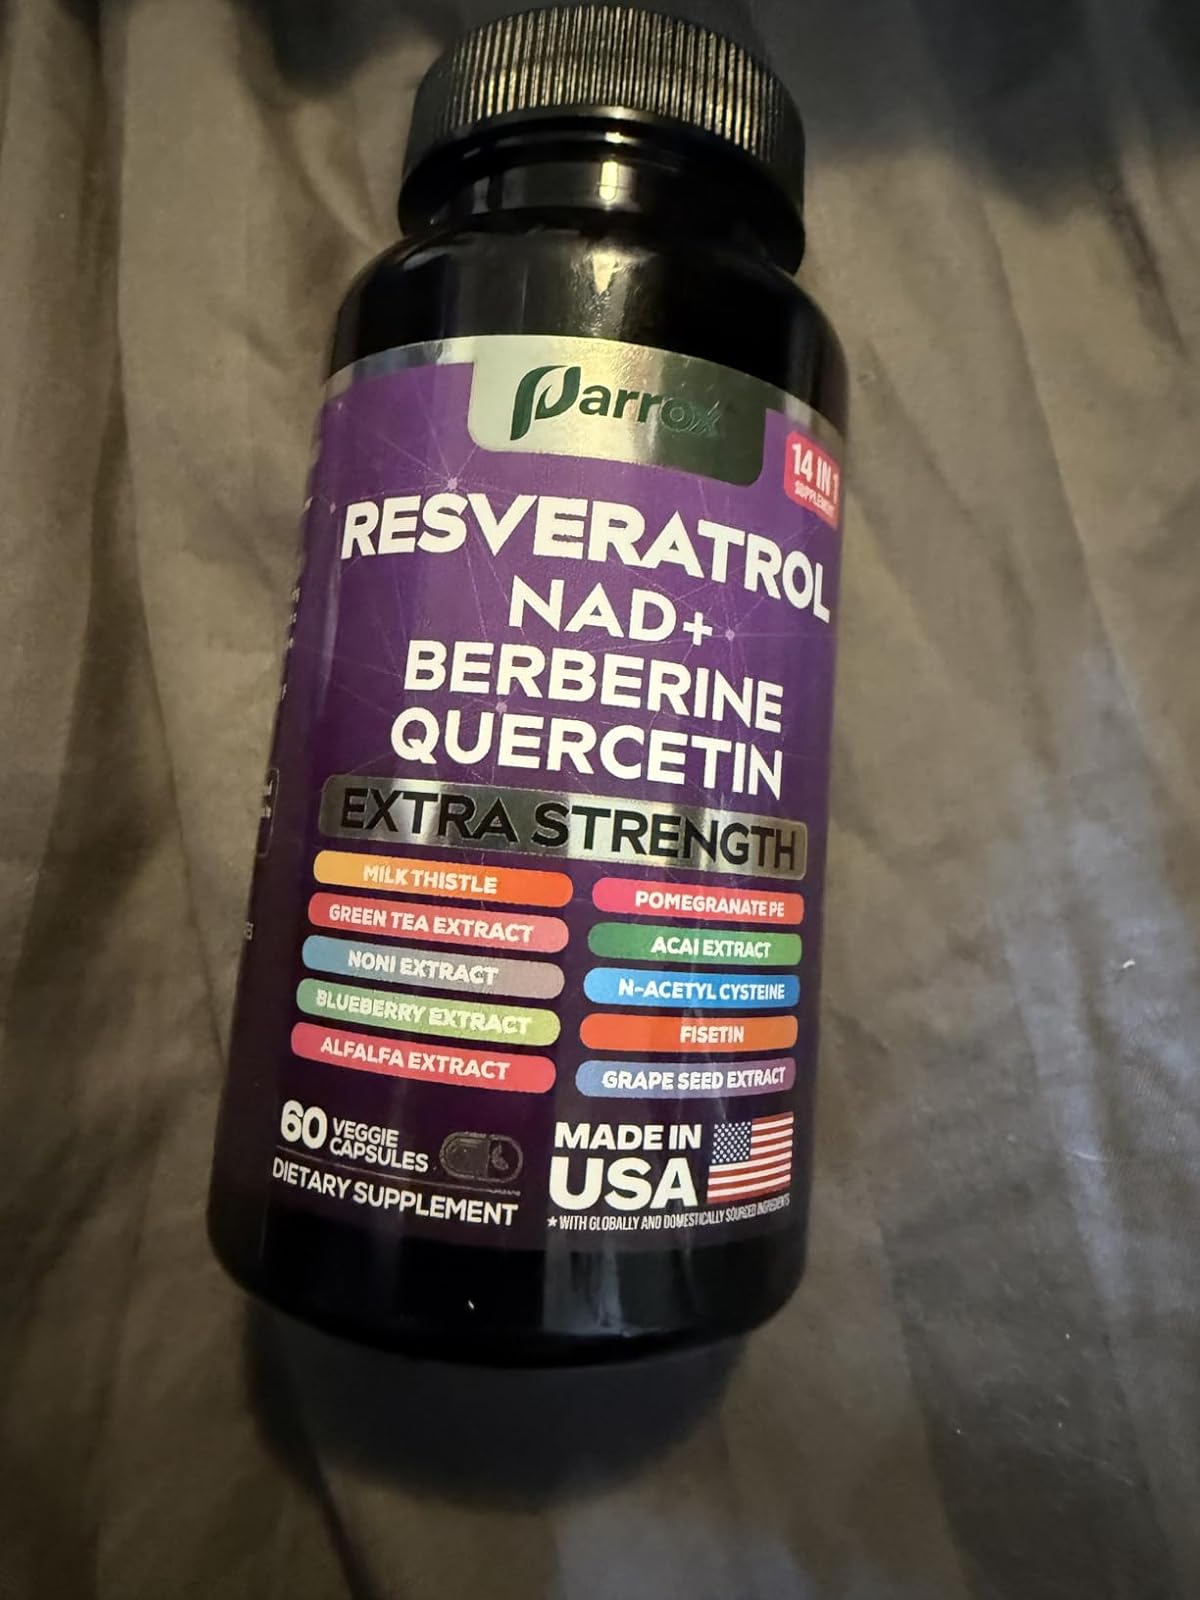 Parrox
14 IN 1
SUPPLEMENT
RESVERATROL
NAD+
BERBERINE
QUERCETIN
EXTRA STRENGTH
MILK THISTLE
GREEN TEA EXTRACT
NONI EXTRACT
BLUEBERRY EXTRACT
ALFALFA EXTRACT
POMEGRANATE PE
ACAI EXTRACT
N-ACETYL CYSTEINE
FISETIN
GRAPE SEED EXTRACT
60 VEGGIE
CAPSULES
DIETARY SUPPLEMENT
MADE IN
USA
★ WITH GLOBALLY AND DOMESTICALLY SOURCED INGREDIENTS